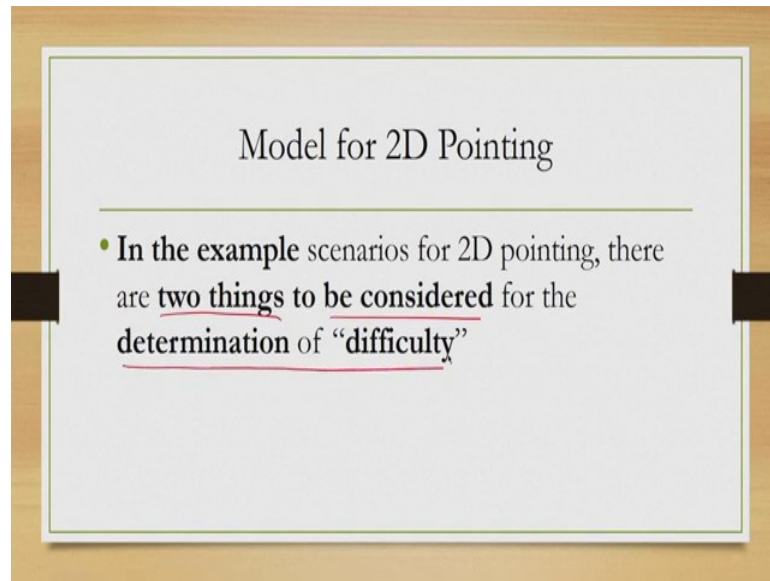 Model for 2D Pointing
• In the example scenarios for 2D pointing, there
are two things to be considered for the
determination of “difficulty”